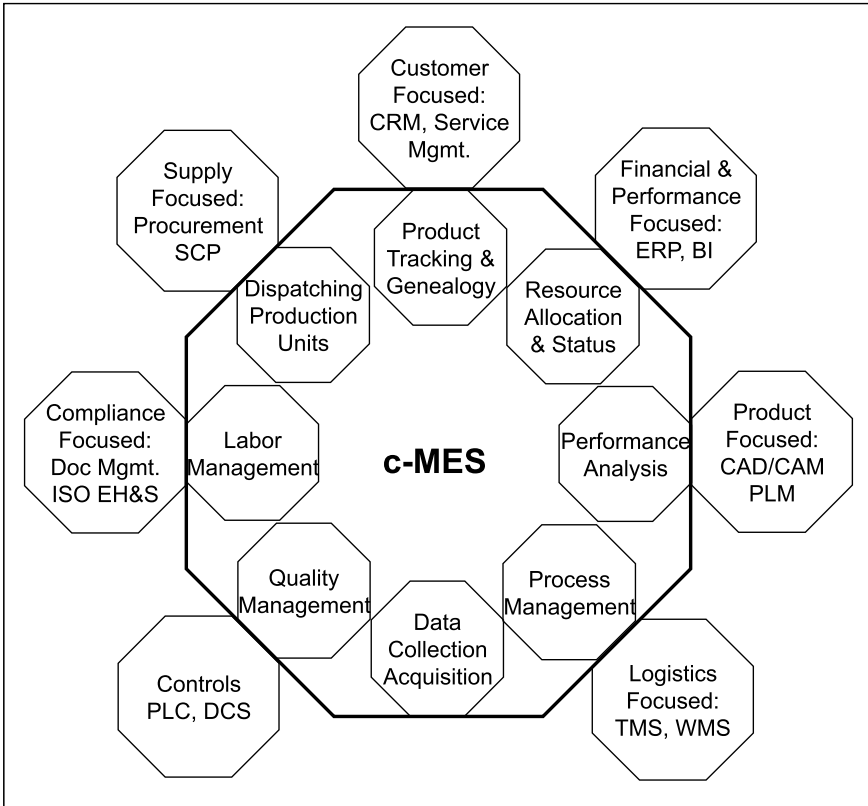 Customer
Focused:
CRM, Service
Mgmt.
Supply
Focused:
Procurement
SCP
Financial &
Performance
Focused:
ERP, BI
Product
Tracking &
Genealogy
Dispatching
Production
Units
Resource
Allocation
& Status
Compliance
Focused:
Doc Mgmt.
ISO EH&S
Labor
Management
c-MES
Performance
Analysis
Product
Focused:
CAD/CAM
PLM
Quality
Management
Process
Management
Data
Collection
Acquisition
Controls
PLC, DCS
Logistics
Focused:
TMS, WMS